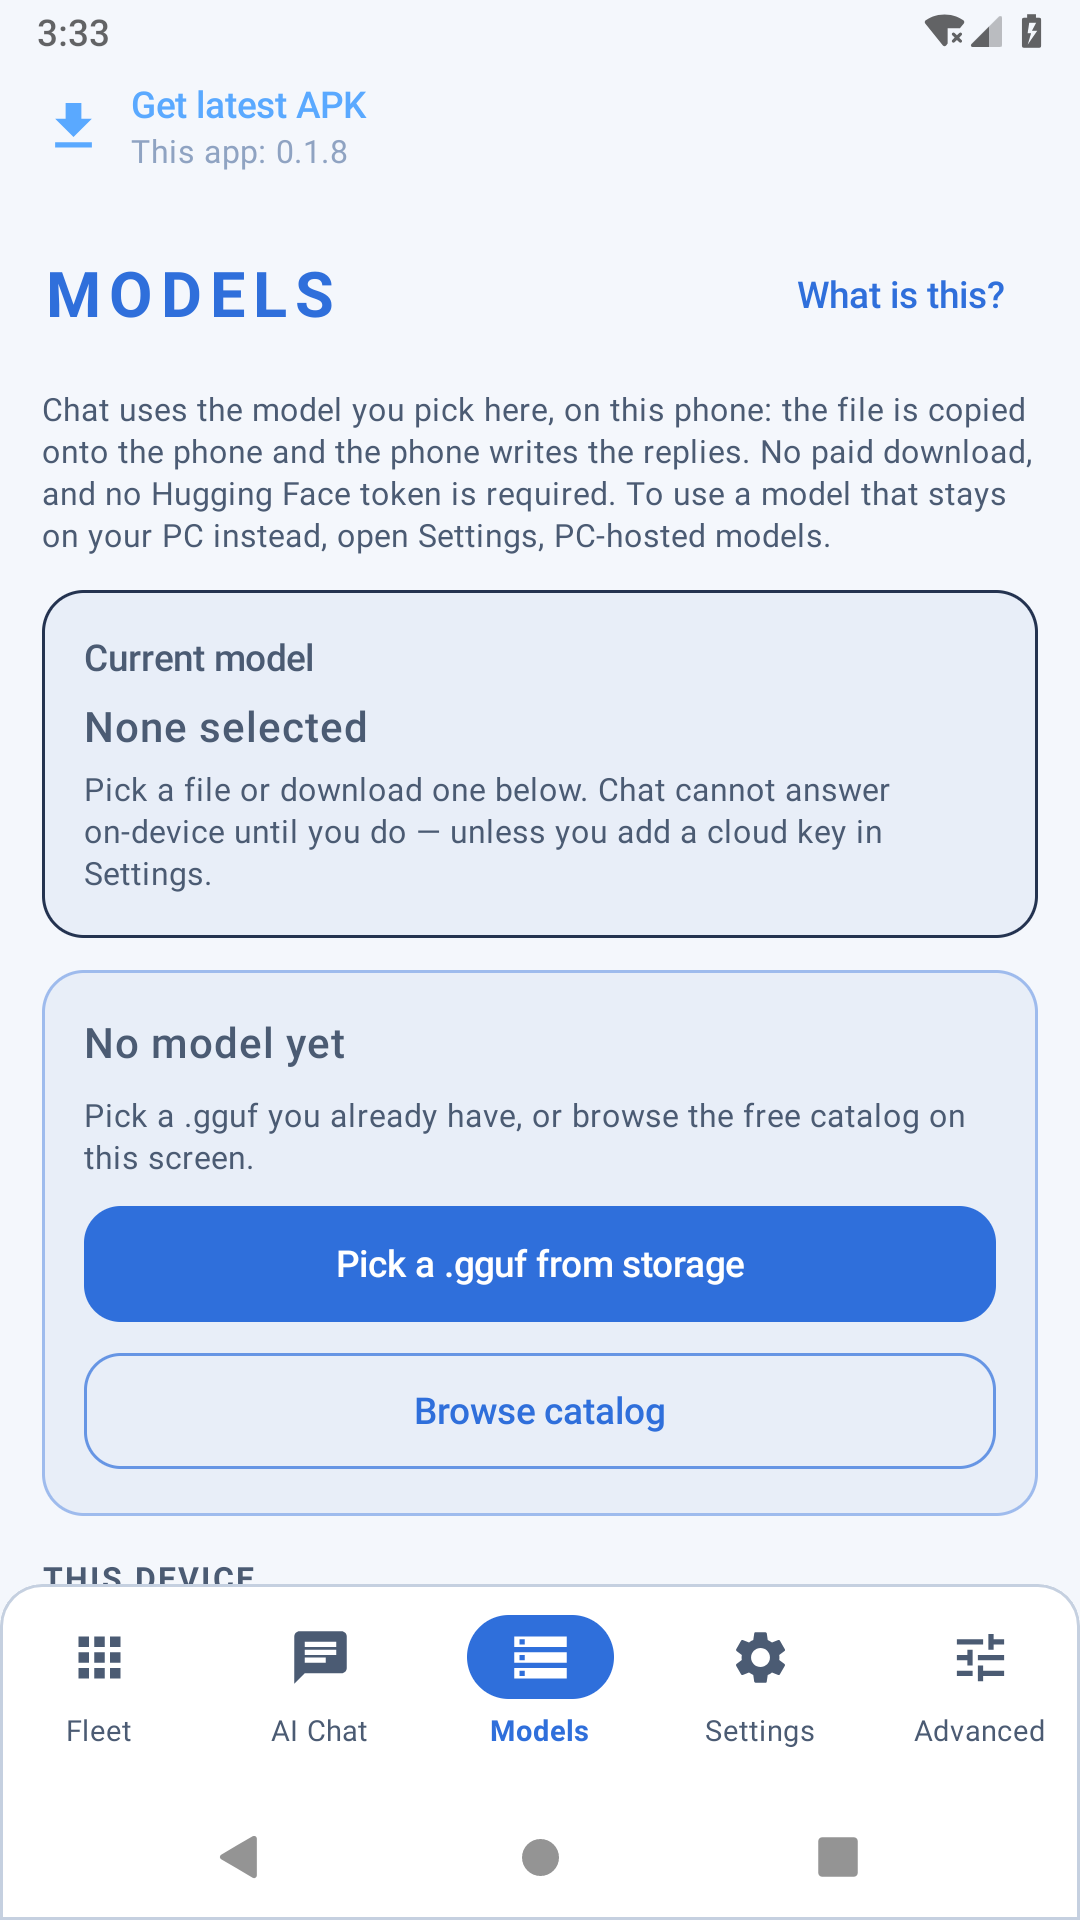 3:33
Get latest APK
This app: 0.1.8
MODELS
What is this?
Chat uses the model you pick here, on this phone: the file is copied
onto the phone and the phone writes the replies. No paid download,
and no Hugging Face token is required. To use a model that stays
on your PC instead, open Settings, PC-hosted models.
Current model
None selected
Pick a file or download one below. Chat cannot answer
on-device until you do — unless you add a cloud key in
Settings.
No model yet
Pick a .gguf you already have, or browse the free catalog on
this screen.
Pick a .gguf from storage
Browse catalog
THIS DEVICE
Fleet
AI Chat
Models
Settings
Advanced